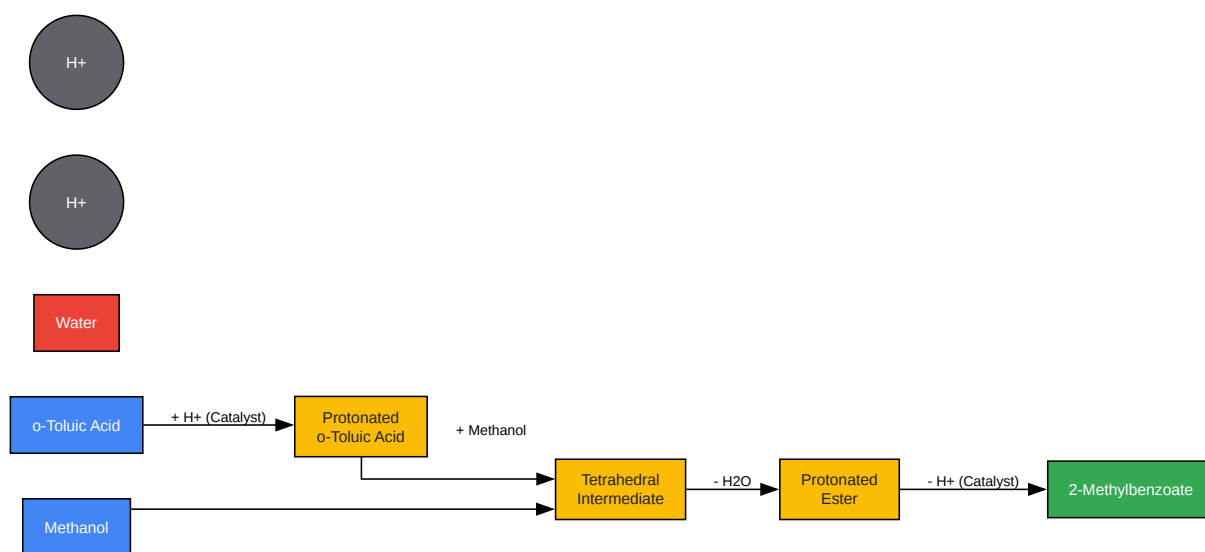 H+
H+
Water
o-Toluic Acid
+ H+ (Catalyst)
Protonated
o-Toluic Acid
+ Methanol
Methanol
Tetrahedral
Intermediate
- H2O
Protonated
Ester
- H+ (Catalyst)
2-Methylbenzoate